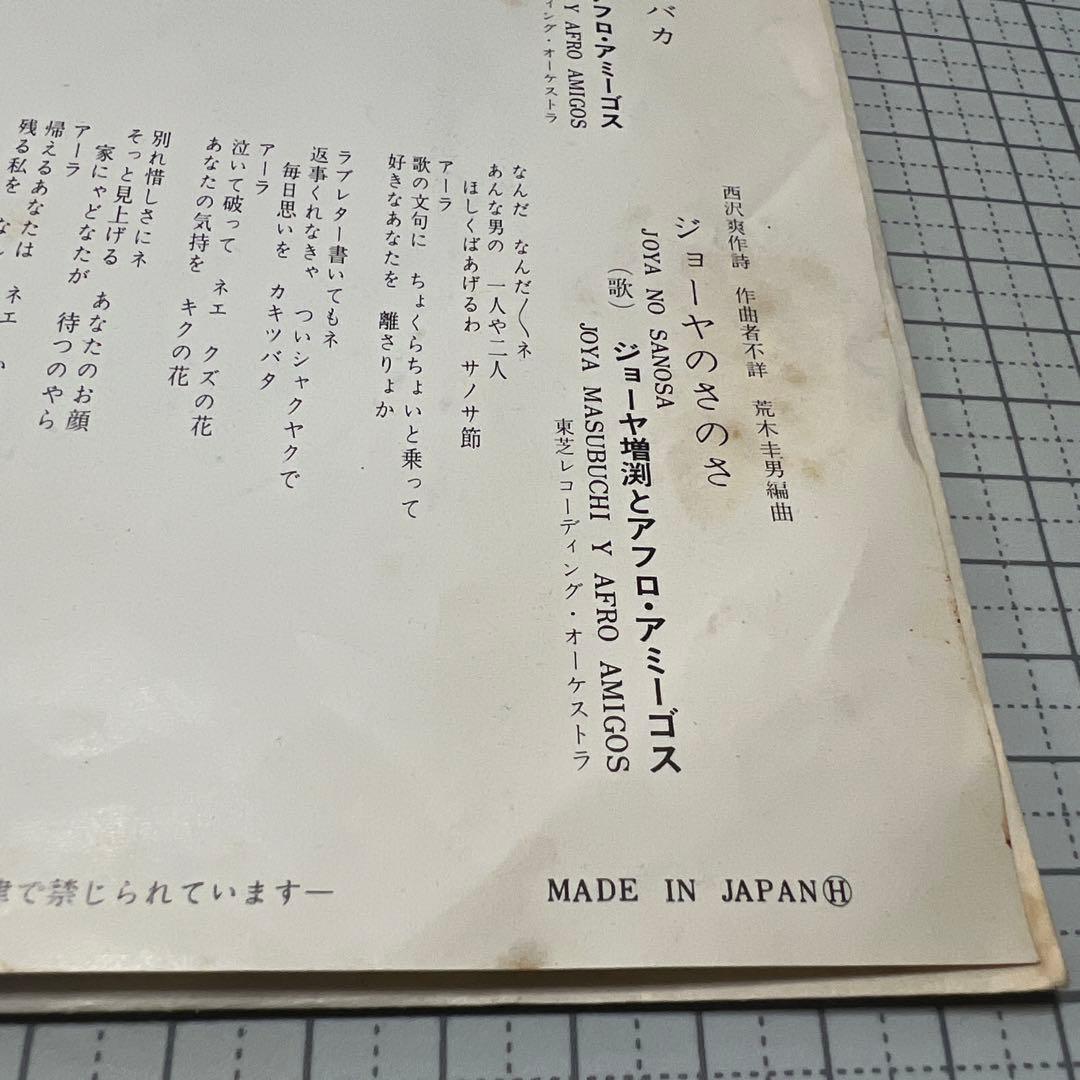 バカ
フロ・アミーゴス
Y AFRO AMIGOS
ィング・オーケストラ
西沢爽作詩 作曲者不詳 荒木圭男編曲
ジョーヤのさのさ
JOYA NO SANOSA
(歌) ジョーヤ増渕とアフロ・アミーゴス
JOYA MASUBUCHI Y AFRO AMIGOS
東芝レコーディング・オーケストラ
なんだ なんだ〱ネ
あんな男の 一人や二人
ほしくばあげるわ サノサ節
アーラ
歌の文句に ちょくらちょいと乗って
好きなあなたを 離さりょか
ラブレター書いてもネ
返事くれなきゃ ついシャクヤクで
毎日思いを カキツバタ
アーラ
泣いて破って ネエ クズの花
あなたの気持を キクの花
別れ惜しさにネ
そっと見上げる あなたのお顔
家にゃどなたが 待つのやら
アーラ
帰えるあなたは ネエ
残る私を
律で禁じられています—
MADE IN JAPANⒽ